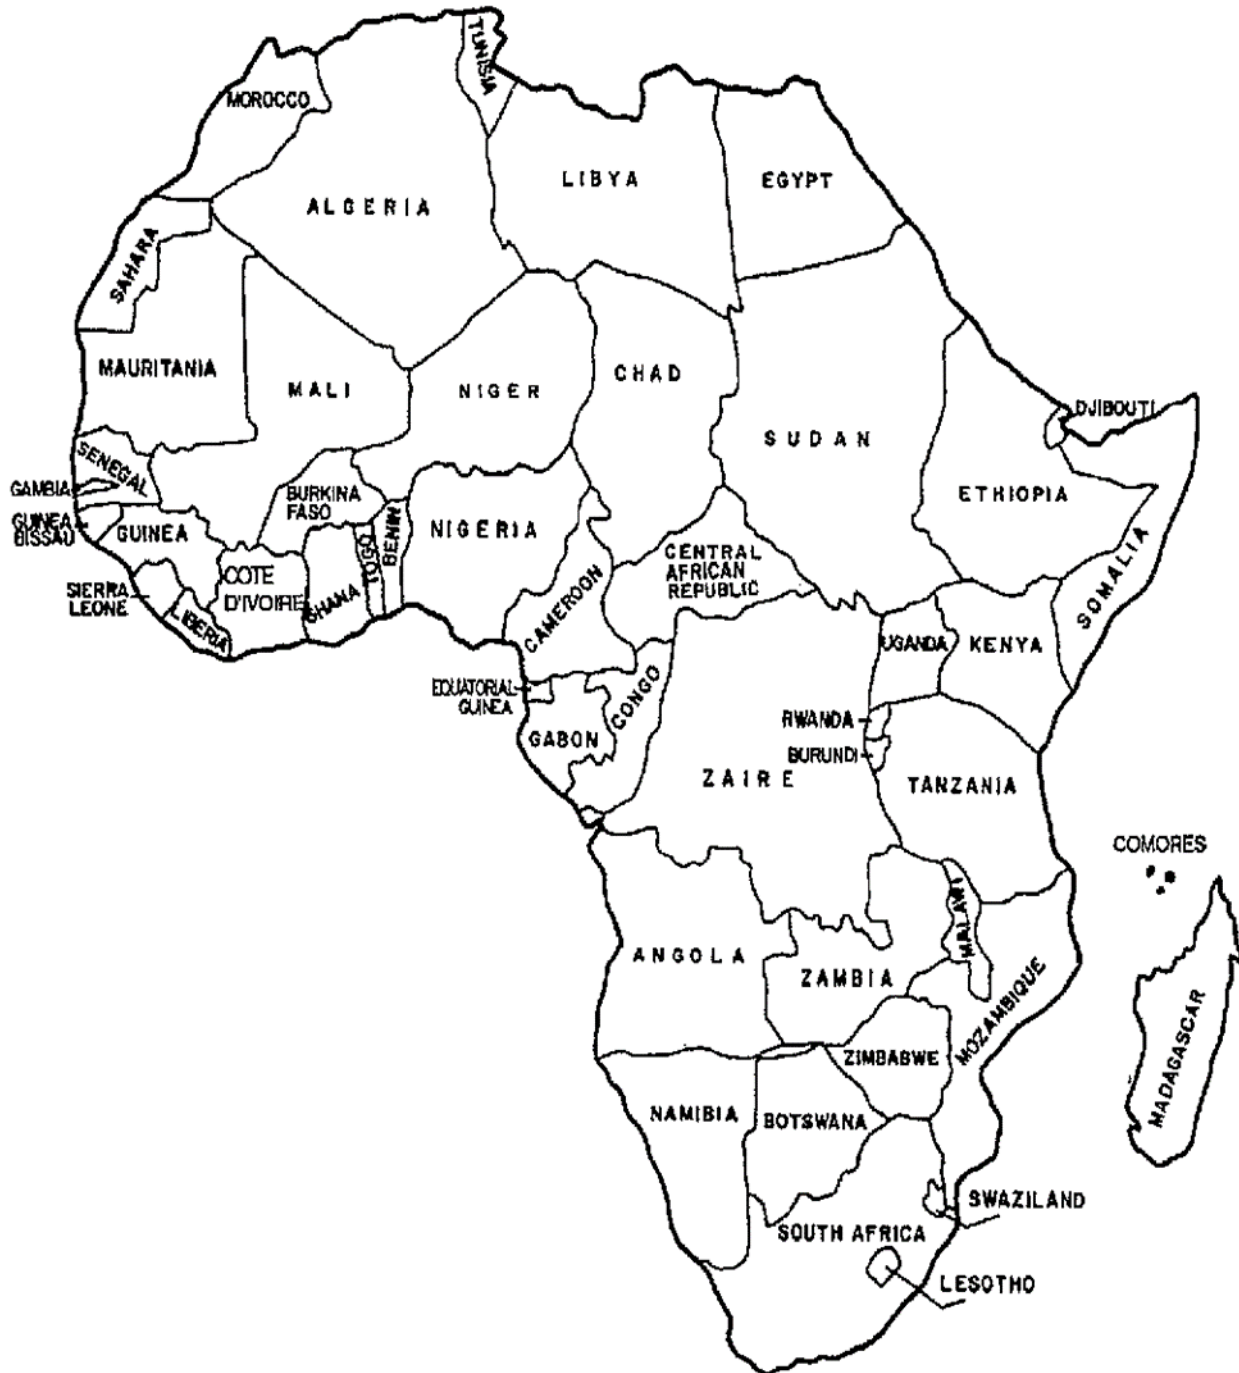 TUNISIA
MOROCCO
LIBYA
EGYPT
ALGERIA
SAHARA
MAURITANIA
MALI
NIGER
CHAD
SUDAN
DJIBOUTI
SENEGAL
GAMBIA
BURKINA
FASO
NIGERIA
ETHIOPIA
GUINEA
BISSAU
GUINEA
BENIN
TOGO
COTE
D'IVOIRE
GHANA
SIERRA
LEONE
LIBERIA
CAMEROON
CENTRAL
AFRICAN
REPUBLIC
SOMALIA
UGANDA
KENYA
EQUATORIAL
GUINEA
GABON
CONGO
RWANDA
BURUNDI
ZAIRE
TANZANIA
COMORES
MALAWI
ANGOLA
ZAMBIA
MOZAMBIQUE
ZIMBABWE
MADAGASCAR
NAMIBIA
BOTSWANA
SWAZILAND
SOUTH AFRICA
LESOTHO